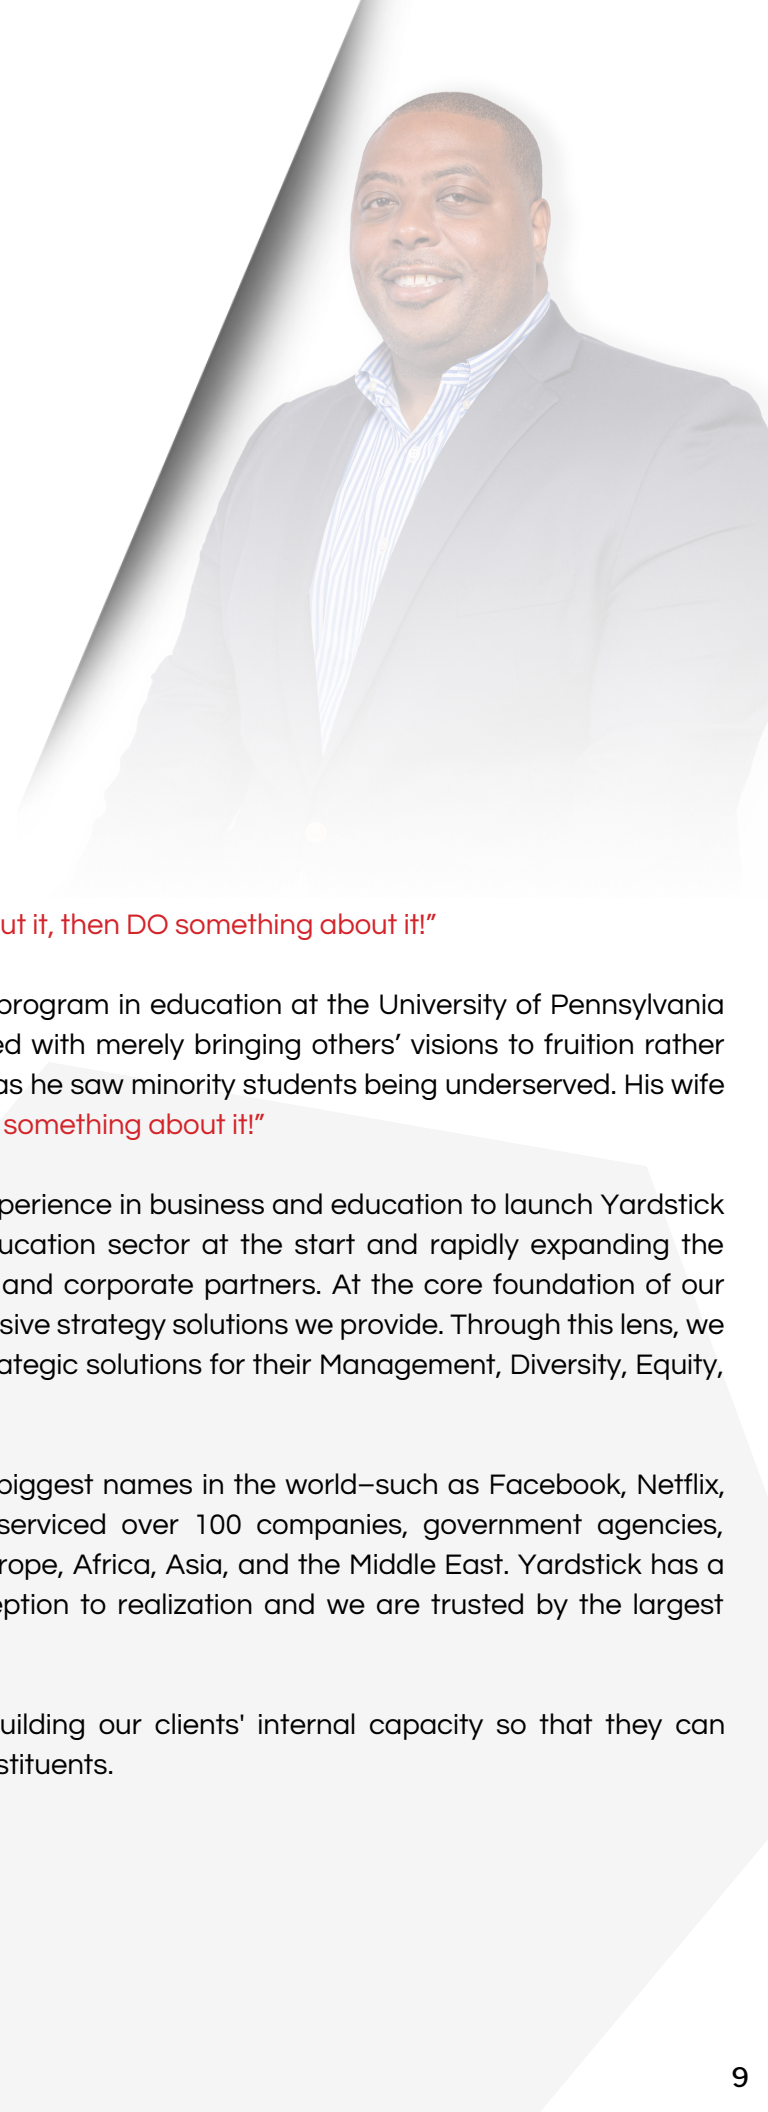 ut it, then DO something about it!”
program in education at the University of Pennsylvania
ed with merely bringing others’ visions to fruition rather
as he saw minority students being underserved. His wife
something about it!”
perience in business and education to launch Yardstick
ucation sector at the start and rapidly expanding the
and corporate partners. At the core foundation of our
sive strategy solutions we provide. Through this lens, we
ategic solutions for their Management, Diversity, Equity,
biggest names in the world–such as Facebook, Netflix,
serviced over 100 companies, government agencies,
rope, Africa, Asia, and the Middle East. Yardstick has a
eption to realization and we are trusted by the largest
uilding our clients' internal capacity so that they can
stituents.
9